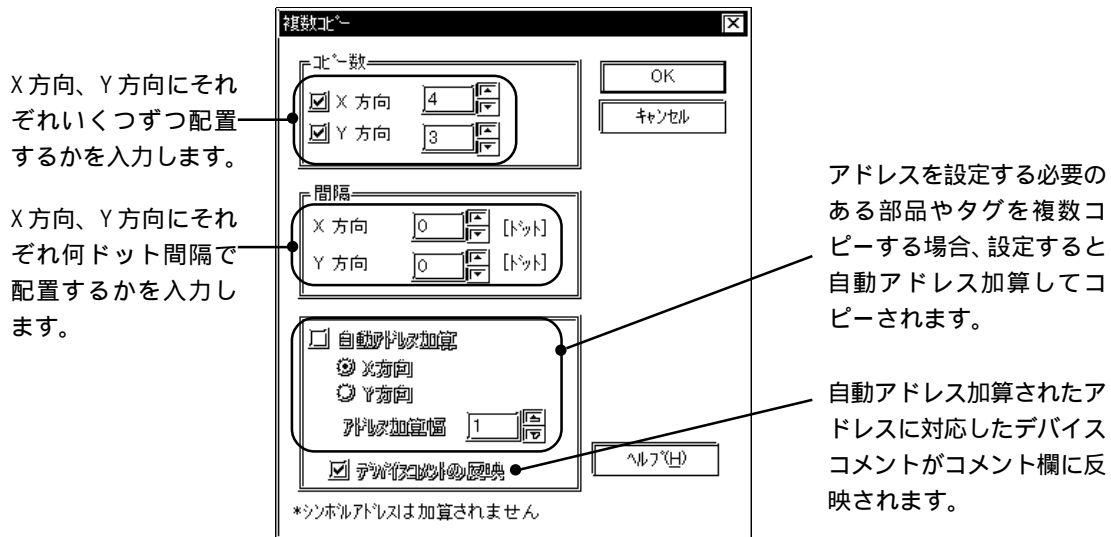 複数ｺﾋﾟｰ
X方向、Y方向にそれ
ぞれいくつずつ配置
するかを入力します。
X方向、Y方向にそれ
ぞれ何ドット間隔で
配置するかを入力し
ます。
ｺﾋﾟｰ数
X 方向 4
Y 方向 3
間隔
X 方向 0 [ﾄﾞｯﾄ]
Y 方向 0 [ﾄﾞｯﾄ]
自動ｱﾄﾞﾚｽ加算
X方向
Y方向
ｱﾄﾞﾚｽ加算幅 1
ﾃﾞﾊﾞｲｽｺﾒﾝﾄの反映
*ｼﾝﾎﾞﾙｱﾄﾞﾚｽは加算されません
OK
ｷｬﾝｾﾙ
ﾍﾙﾌﾟ(H)
アドレスを設定する必要の
ある部品やタグを複数コ
ピーする場合、設定すると
自動アドレス加算してコ
ピーされます。
自動アドレス加算されたア
ドレスに対応したデバイス
コメントがコメント欄に反
映されます。